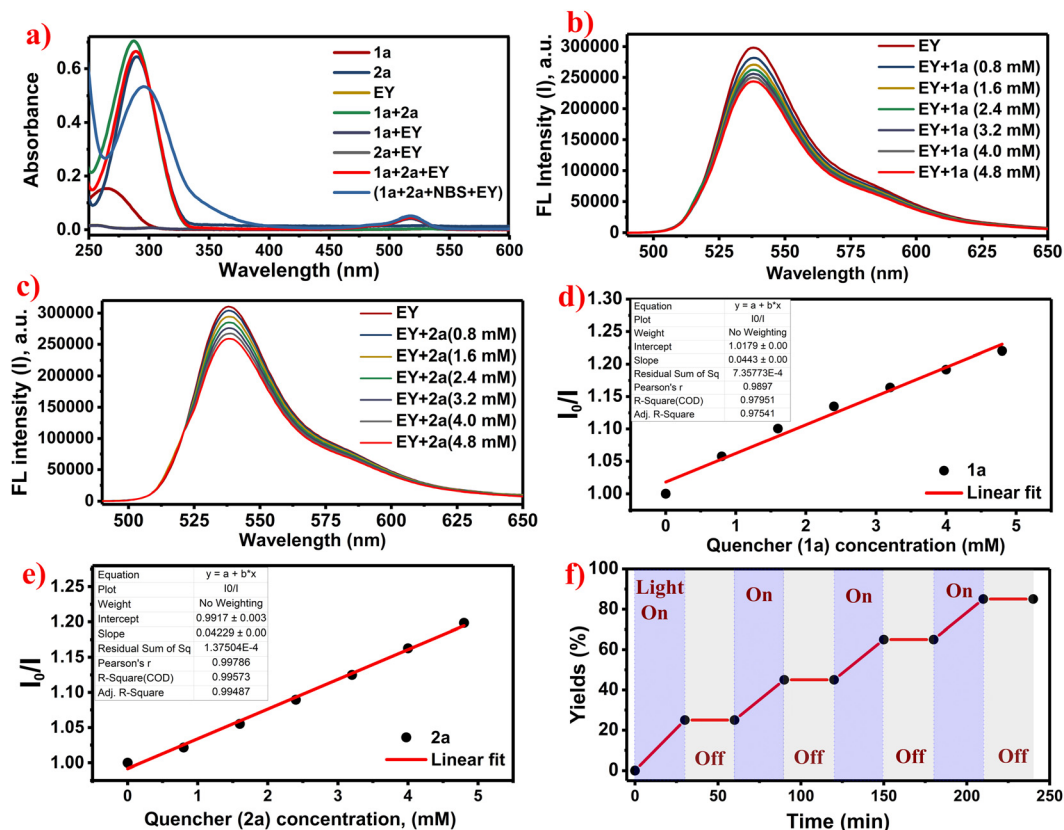 a)
Absorbance
0.6
0.4
0.2
0.0
250 300 350 400 450 500 550 600
Wavelength (nm)
1a
2a
EY
1a+2a
1a+EY
2a+EY
1a+2a+EY
(1a+2a+NBS+EY)
b)
FL Intensity (I), a.u.
300000
250000
200000
150000
100000
50000
0
500 525 550 575 600 625 650
Wavelength (nm)
EY
EY+1a (0.8 mM)
EY+1a (1.6 mM)
EY+1a (2.4 mM)
EY+1a (3.2 mM)
EY+1a (4.0 mM)
EY+1a (4.8 mM)
c)
FL intensity (I), a.u.
300000
250000
200000
150000
100000
50000
0
500 525 550 575 600 625 650
Wavelength (nm)
EY
EY+2a(0.8 mM)
EY+2a(1.6 mM)
EY+2a(2.4 mM)
EY+2a(3.2 mM)
EY+2a(4.0 mM)
EY+2a(4.8 mM)
d)
I0/I
1.30
1.25
1.20
1.15
1.10
1.05
1.00
0 1 2 3 4 5
Quencher (1a) concentration (mM)
Equation y = a + b*x
Plot I0/I
Weight No Weighting
Intercept 1.0179 ± 0.00
Slope 0.0443 ± 0.00
Residual Sum of Sq 7.35773E-4
Pearson's r 0.9897
R-Square(COD) 0.97951
Adj. R-Square 0.97541
1a
Linear fit
e)
I0/I
1.25
1.20
1.15
1.10
1.05
1.00
0 1 2 3 4 5
Quencher (2a) concentration, (mM)
Equation y = a + b*x
Plot I0/I
Weight No Weighting
Intercept 0.9917 ± 0.003
Slope 0.04229 ± 0.00
Residual Sum of Sq 1.37504E-4
Pearson's r 0.99786
R-Square(COD) 0.99573
Adj. R-Square 0.99487
2a
Linear fit
f)
Yields (%)
80
60
40
20
0
0 50 100 150 200 250
Time (min)
Light
On On On On
Off Off Off Off